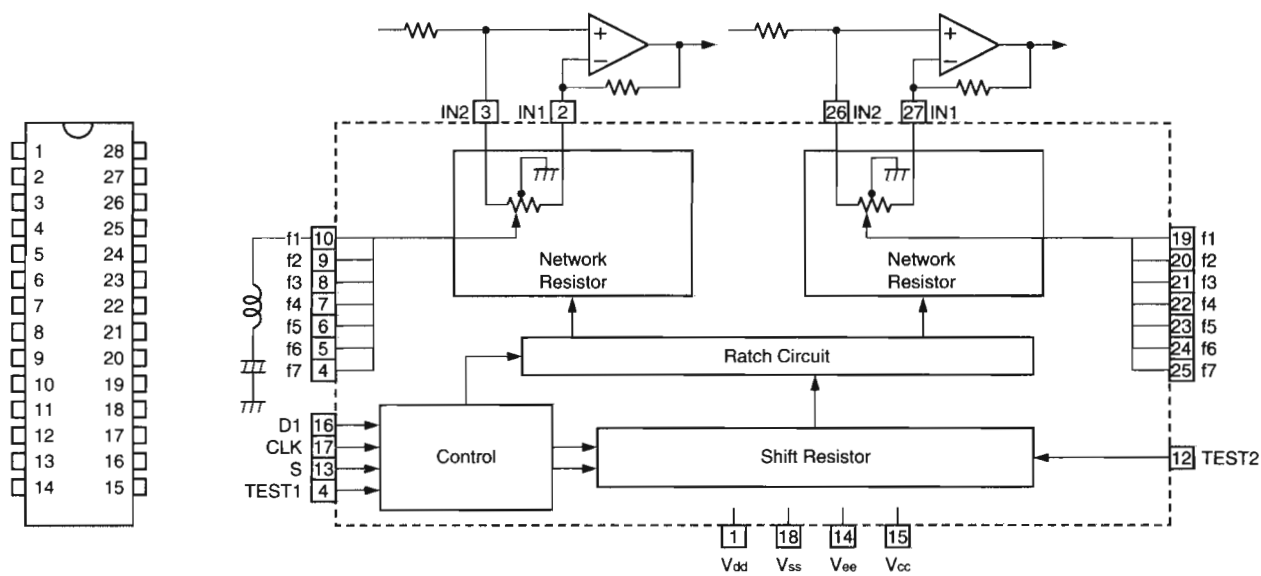 IN2 3 IN1 2
26 IN2 27 IN1
1 28
2 27
3 26
4 25
5 24
6 23
7 22
8 21
9 20
10 19
11 18
12 17
13 16
14 15
f1 10
f2 9
f3 8
f4 7
f5 6
f6 5
f7 4
Network
Resistor
Network
Resistor
19 f1
20 f2
21 f3
22 f4
23 f5
24 f6
25 f7
Ratch Circuit
D1 16
CLK 17
S 13
TEST1 4
Control
Shift Resistor
12 TEST2
1 18 14 15
Vdd Vss Vee Vcc
+
−
+
−